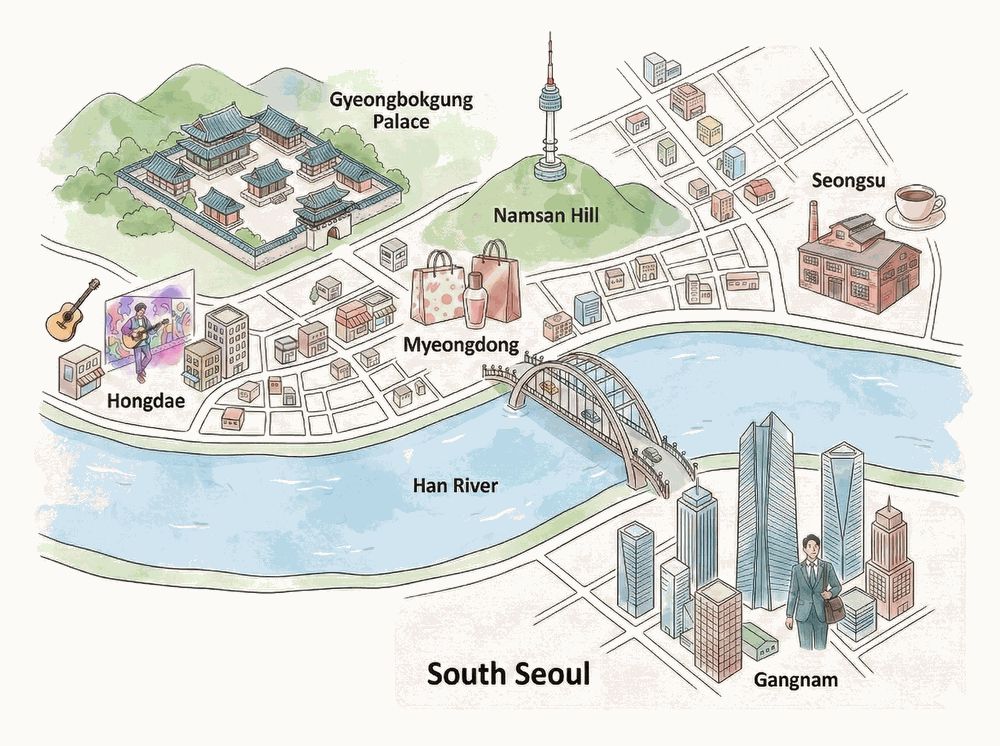 Gyeongbokgung
Palace
Seongsu
Namsan Hill
Myeongdong
Hongdae
Han River
South Seoul
Gangnam